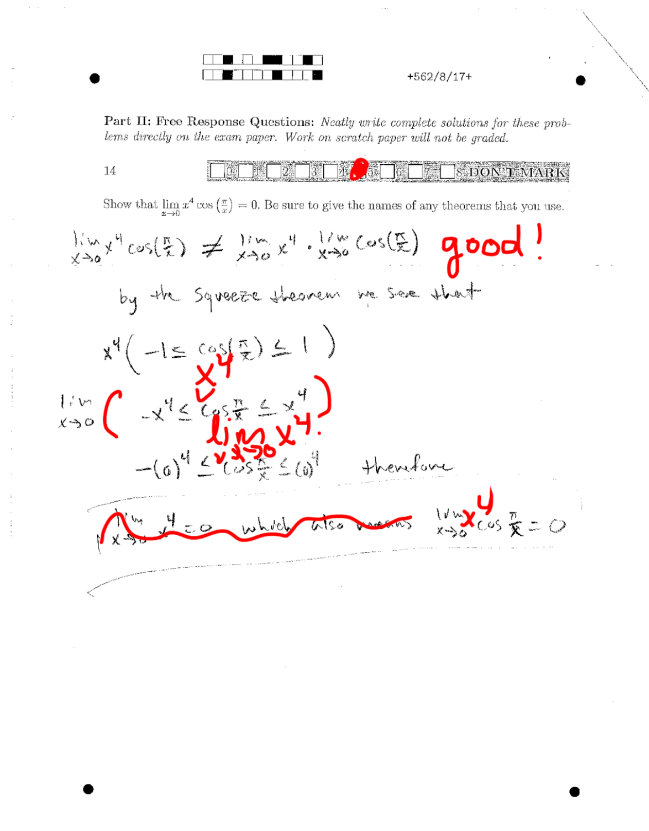 +562/8/17+
Part II: Free Response Questions: Neatly write complete solutions for these prob-
lems directly on the exam paper. Work on scratch paper will not be graded.
14 0 1 2 3 4 6 7 8 DON'T MARK
Show that lim x→0 x⁴ cos (π/x) = 0. Be sure to give the names of any theorems that you use.
lim x→0 x⁴ cos(π/x) ≠ lim x→0 x⁴ · lim x→0 cos(π/x) good!
by the squeeze theorem we see that
x⁴( -1 ≤ cos(π/x) ≤ 1 )
x⁴
lim x→0 ( -x⁴ ≤ cos π/x ≤ x⁴ )
lim x→0 x⁴.
-(0)⁴ ≤ cos π/x ≤ (0)⁴ therefore
lim x→0 x⁴ = 0 which also means lim x→0 x⁴ cos π/x = 0